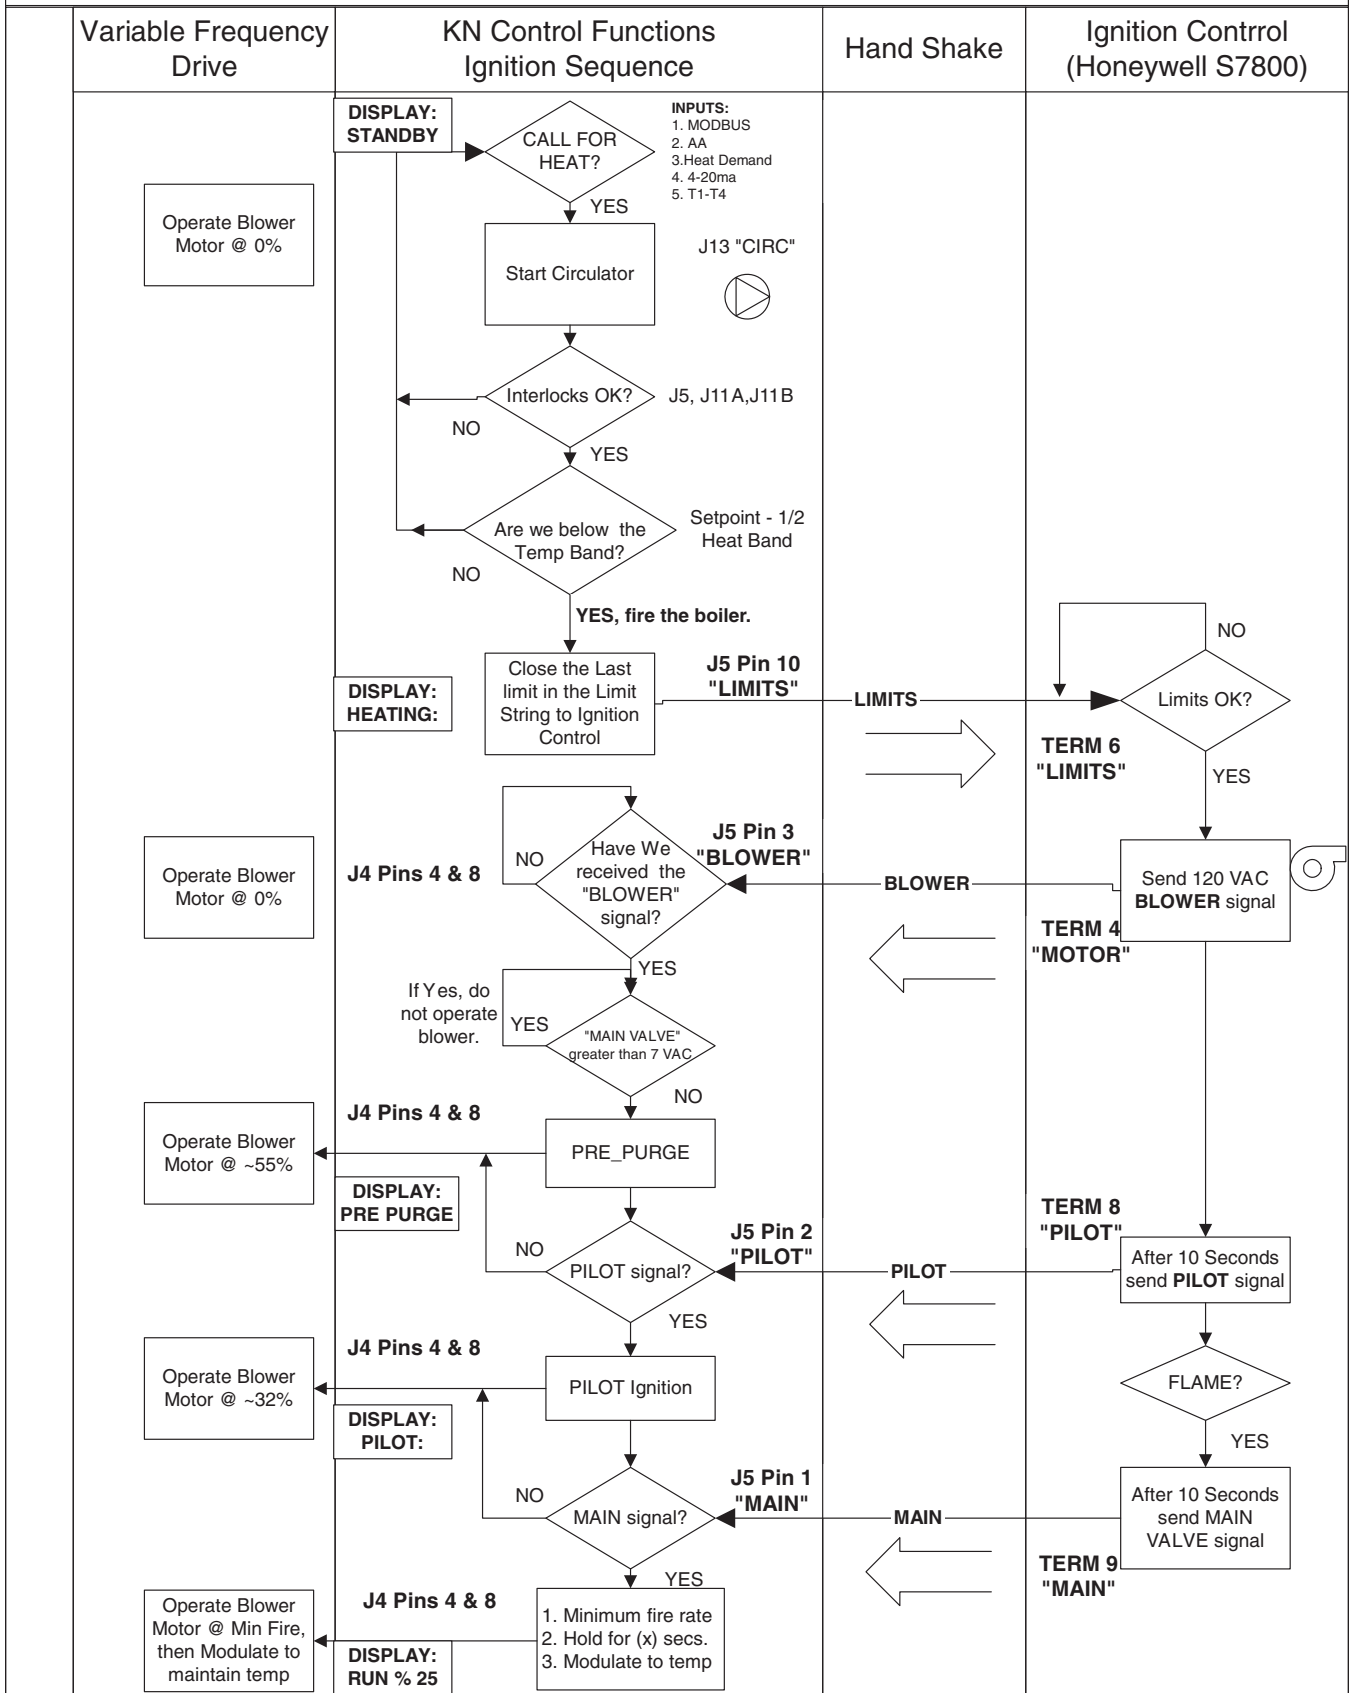 Variable Frequency
Drive
KN Control Functions
Ignition Sequence
Hand Shake
Ignition Contrrol
(Honeywell S7800)
DISPLAY:
STANDBY
CALL FOR
HEAT?
INPUTS:
1. MODBUS
2. AA
3.Heat Demand
4. 4-20ma
5. T1-T4
YES
Operate Blower
Motor @ 0%
Start Circulator
J13 "CIRC"
Interlocks OK?
J5, J11A,J11B
NO
YES
Are we below the
Temp Band?
Setpoint - 1/2
Heat Band
NO
YES, fire the boiler.
DISPLAY:
HEATING:
Close the Last
limit in the Limit
String to Ignition
Control
J5 Pin 10
"LIMITS"
LIMITS
NO
Limits OK?
TERM 6
"LIMITS"
YES
Operate Blower
Motor @ 0%
J4 Pins 4 & 8
NO
Have We
received the
"BLOWER"
signal?
J5 Pin 3
"BLOWER"
BLOWER
Send 120 VAC
BLOWER signal
TERM 4
"MOTOR"
YES
If Yes, do
not operate
blower.
YES
"MAIN VALVE"
greater than 7 VAC
NO
J4 Pins 4 & 8
Operate Blower
Motor @ ~55%
PRE_PURGE
DISPLAY:
PRE PURGE
NO
PILOT signal?
J5 Pin 2
"PILOT"
PILOT
TERM 8
"PILOT"
After 10 Seconds
send PILOT signal
YES
J4 Pins 4 & 8
Operate Blower
Motor @ ~32%
PILOT Ignition
FLAME?
DISPLAY:
PILOT:
YES
NO
MAIN signal?
J5 Pin 1
"MAIN"
MAIN
After 10 Seconds
send MAIN
VALVE signal
TERM 9
"MAIN"
YES
J4 Pins 4 & 8
Operate Blower
Motor @ Min Fire,
then Modulate to
maintain temp
1. Minimum fire rate
2. Hold for (x) secs.
3. Modulate to temp
DISPLAY:
RUN % 25